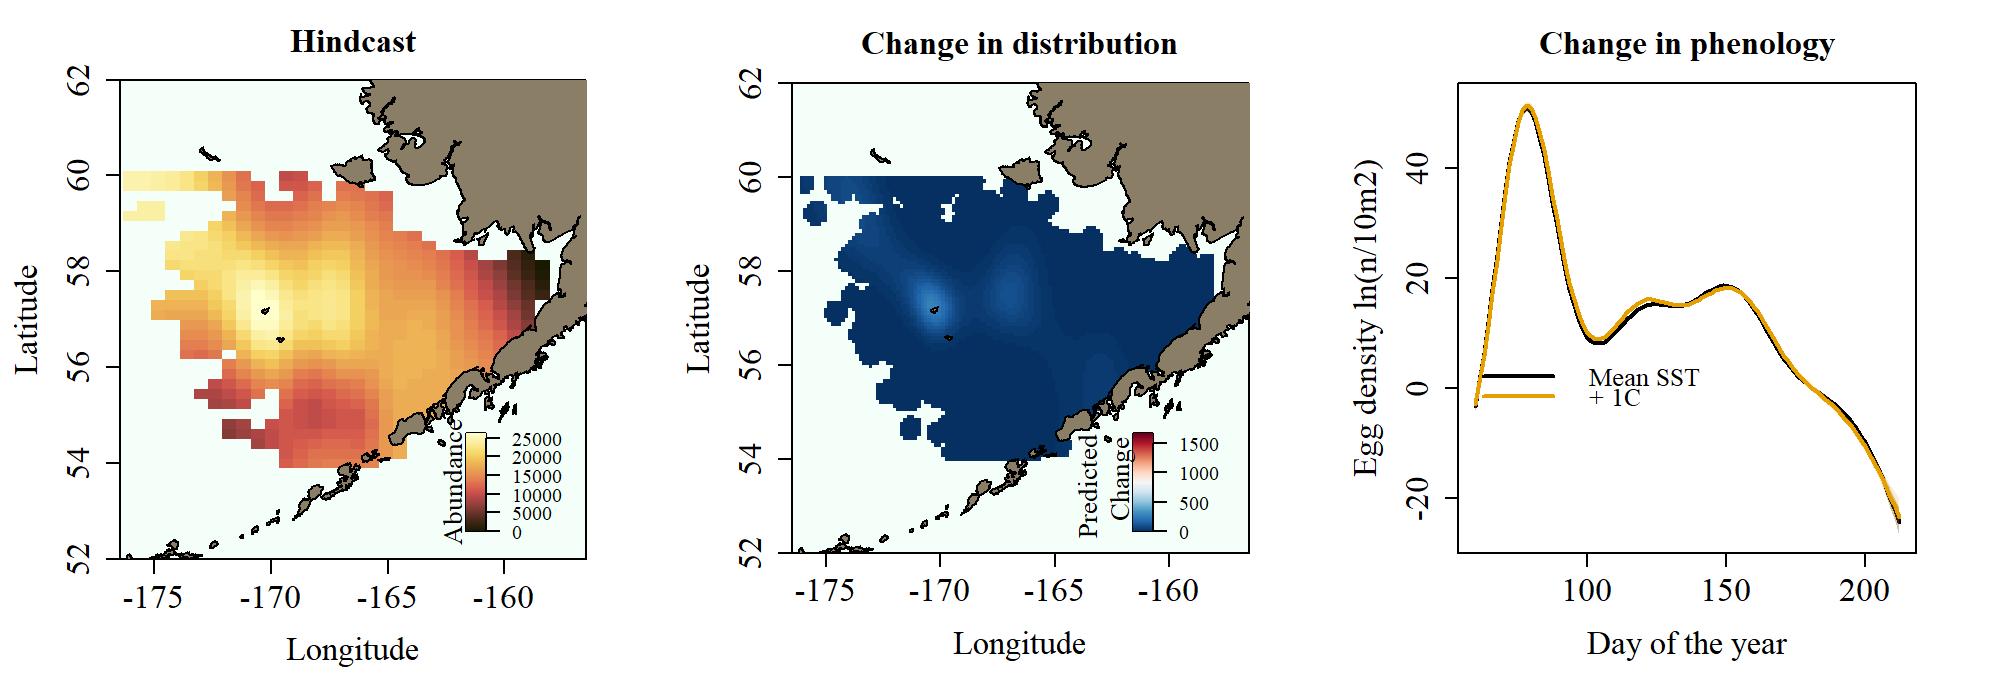 Hindcast
62
60
58
56
54
52
Latitude
-175
-170
-165
-160
Longitude
Abundance
25000
20000
15000
10000
5000
0
Change in distribution
62
60
58
56
54
52
Latitude
-175
-170
-165
-160
Longitude
Predicted
Change
1500
1000
500
0
Change in phenology
40
20
0
-20
Egg density ln(n/10m2)
Mean SST
+ 1C
100
150
200
Day of the year